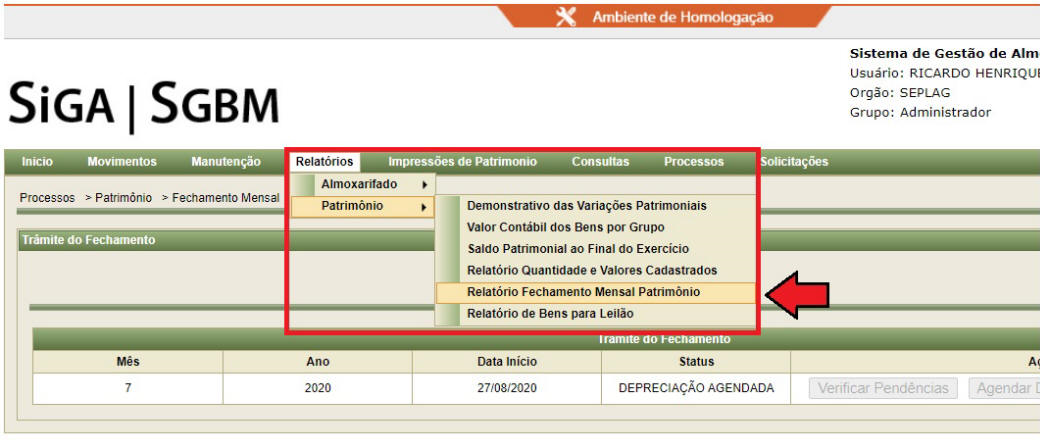 Ambiente de Homologação
Sistema de Gestão de Alm
Usuário: RICARDO HENRIQUE
Orgão: SEPLAG
Grupo: Administrador
SIGA | SGBM
Início Movimentos Manutenção Relatórios Impressões de Patrimonio Consultas Processos Solicitações
Almoxarifado
Processos > Patrimônio > Fechamento Mensal
Patrimônio
Demonstrativo das Variações Patrimoniais
Valor Contábil dos Bens por Grupo
Trâmite do Fechamento
Saldo Patrimonial ao Final do Exercício
Relatório Quantidade e Valores Cadastrados
Relatório Fechamento Mensal Patrimônio
Relatório de Bens para Leilão
Trâmite do Fechamento
Mês Ano Data Início Status
7 2020 27/08/2020 DEPRECIAÇÃO AGENDADA Verificar Pendências Agendar